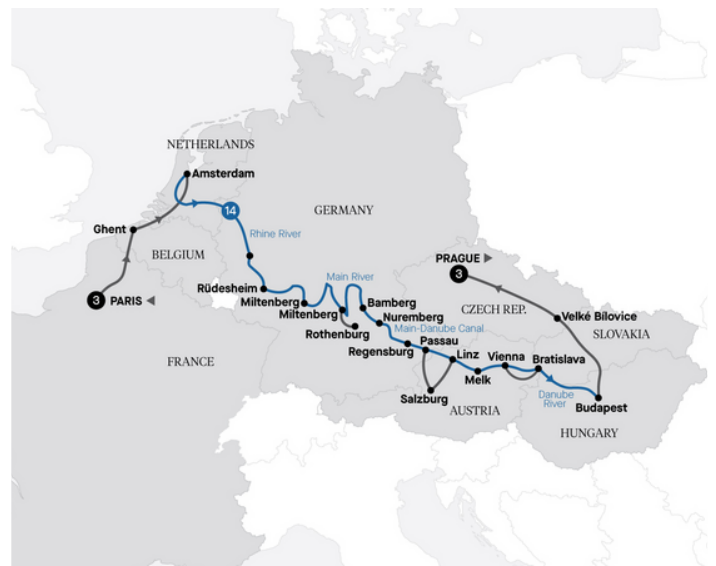 NETHERLANDS
Amsterdam
14
GERMANY
Ghent
Rhine River
BELGIUM
PRAGUE
3
Main River
Rüdesheim
Miltenberg
Bamberg
3 PARIS
Miltenberg
Nuremberg
CZECH REP.
Velké Bílovice
Rothenburg
Main-Danube Canal
SLOVAKIA
Passau
Regensburg
Linz
Vienna
Bratislava
FRANCE
Melk
Salzburg
Danube
River
Budapest
AUSTRIA
HUNGARY